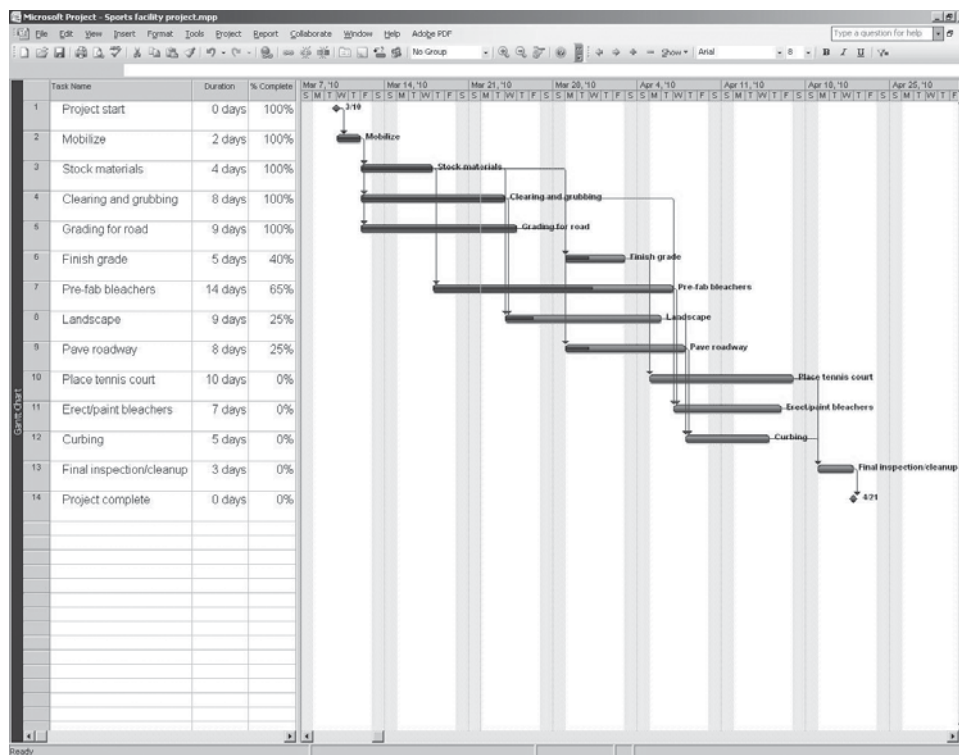 Microsoft Project - Sports facility project.mpp
File Edit View Insert Format Tools Project Report Collaborate Window Help Adobe PDF
Type a question for help
No Group Show Arial 8 B I U
Task Name Duration % Complete Mar 7, '10 Mar 14, '10 Mar 21, '10 Mar 28, '10 Apr 4, '10 Apr 11, '10 Apr 18, '10 Apr 25, '10
S M T W T F S S M T W T F S S M T W T F S S M T W T F S S M T W T F S S M T W T F S S M T W T F S S M T W T F
1 Project start 0 days 100% 3/10
2 Mobilize 2 days 100% Mobilize
3 Stock materials 4 days 100% Stock materials
4 Clearing and grubbing 8 days 100% Clearing and grubbing
5 Grading for road 9 days 100% Grading for road
6 Finish grade 5 days 40% Finish grade
7 Pre-fab bleachers 14 days 65% Pre-fab bleachers
8 Landscape 9 days 25% Landscape
9 Pave roadway 8 days 25% Pave roadway
10 Place tennis court 10 days 0% Place tennis court
11 Erect/paint bleachers 7 days 0% Erect/paint bleachers
12 Curbing 5 days 0% Curbing
13 Final inspection/cleanup 3 days 0% Final inspection/cleanup
14 Project complete 0 days 0% 4/21
Gantt Chart
Ready